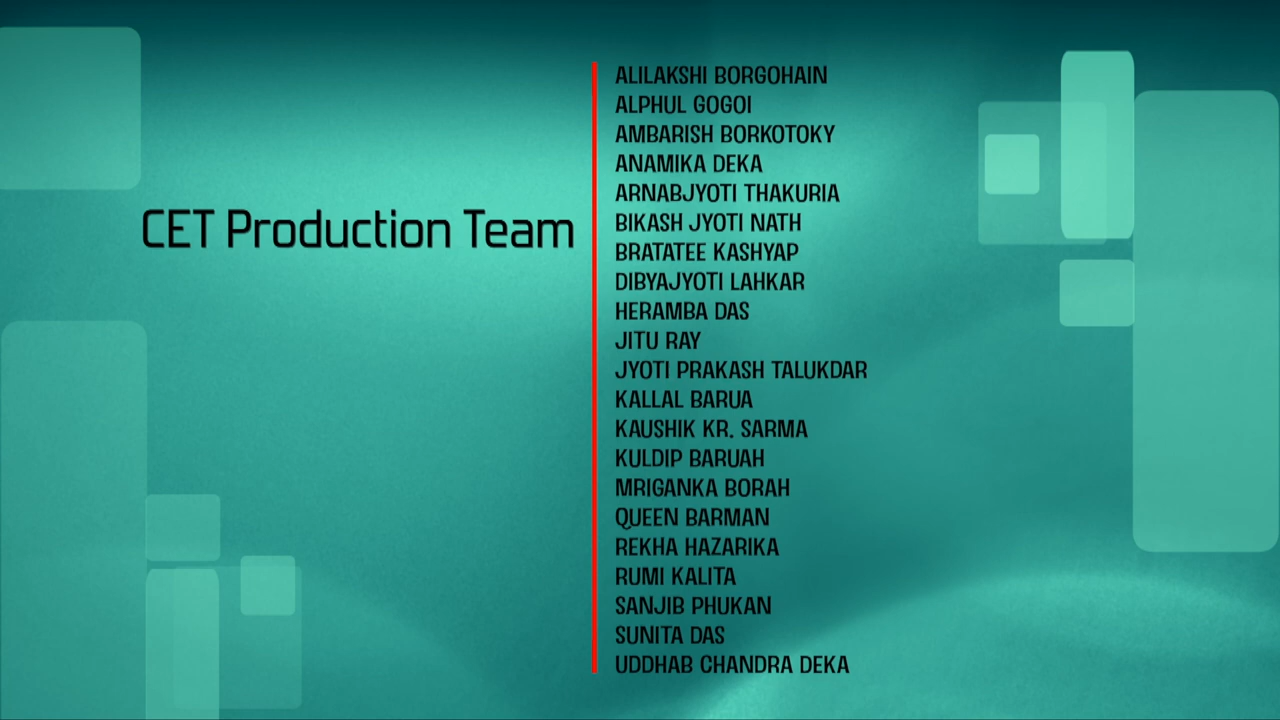 CET Production Team
ALILAKSHI BORGOHAIN
ALPHUL GOGOI
AMBARISH BORKOTOKY
ANAMIKA DEKA
ARNABJYOTI THAKURIA
BIKASH JYOTI NATH
BRATATEE KASHYAP
DIBYAJYOTI LAHKAR
HERAMBA DAS
JITU RAY
JYOTI PRAKASH TALUKDAR
KALLAL BARUA
KAUSHIK KR. SARMA
KULDIP BARUAH
MRIGANKA BORAH
QUEEN BARMAN
REKHA HAZARIKA
RUMI KALITA
SANJIB PHUKAN
SUNITA DAS
UDDHAB CHANDRA DEKA